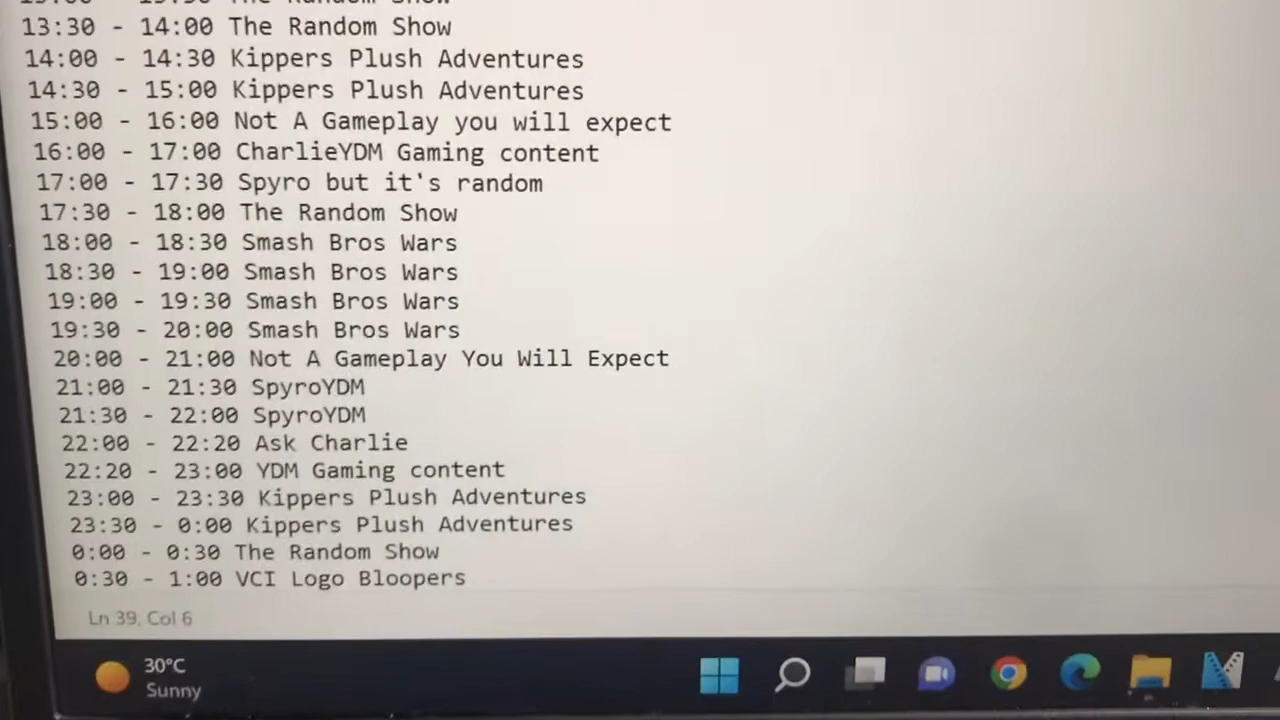 The Random Show
13:30 - 14:00 The Random Show
14:00 - 14:30 Kippers Plush Adventures
14:30 - 15:00 Kippers Plush Adventures
15:00 - 16:00 Not A Gameplay you will expect
16:00 - 17:00 CharlieYDM Gaming content
17:00 - 17:30 Spyro but it's random
17:30 - 18:00 The Random Show
18:00 - 18:30 Smash Bros Wars
18:30 - 19:00 Smash Bros Wars
19:00 - 19:30 Smash Bros Wars
19:30 - 20:00 Smash Bros Wars
20:00 - 21:00 Not A Gameplay You Will Expect
21:00 - 21:30 SpyroYDM
21:30 - 22:00 SpyroYDM
22:00 - 22:20 Ask Charlie
22:20 - 23:00 YDM Gaming content
23:00 - 23:30 Kippers Plush Adventures
23:30 - 0:00 Kippers Plush Adventures
0:00 - 0:30 The Random Show
0:30 - 1:00 VCI Logo Bloopers
Ln 39, Col 6
30°C
Sunny